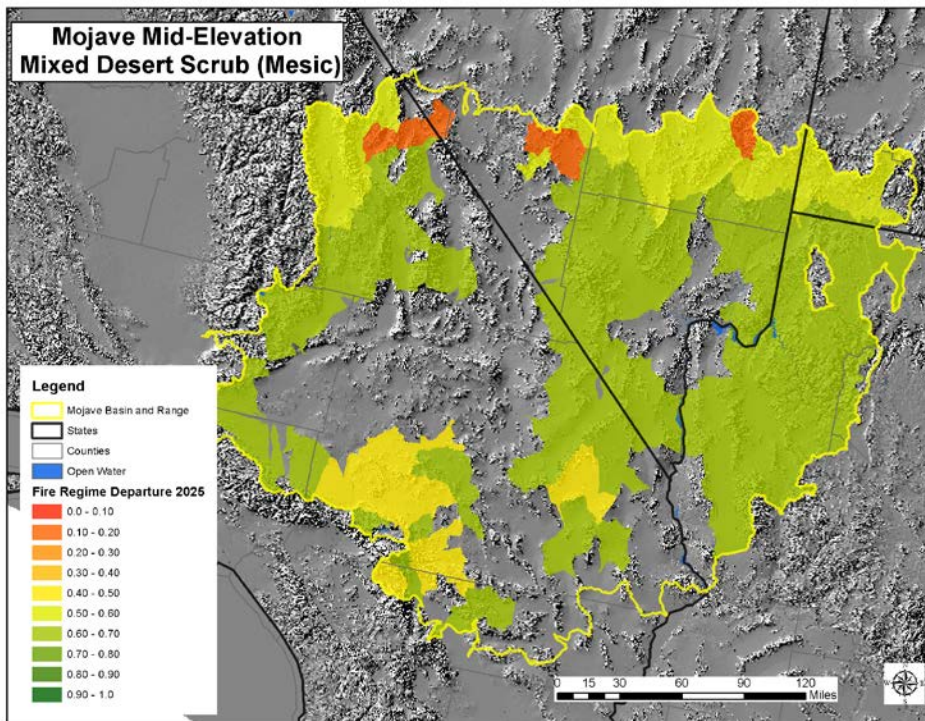 Mojave Mid-Elevation
Mixed Desert Scrub (Mesic)
Legend
Mojave Basin and Range
States
Counties
Open Water
Fire Regime Departure 2025
0.0 - 0.10
0.10 - 0.20
0.20 - 0.30
0.30 - 0.40
0.40 - 0.50
0.50 - 0.60
0.60 - 0.70
0.70 - 0.80
0.80 - 0.90
0.90 - 1.0
0 15 30 60 90 120
Miles